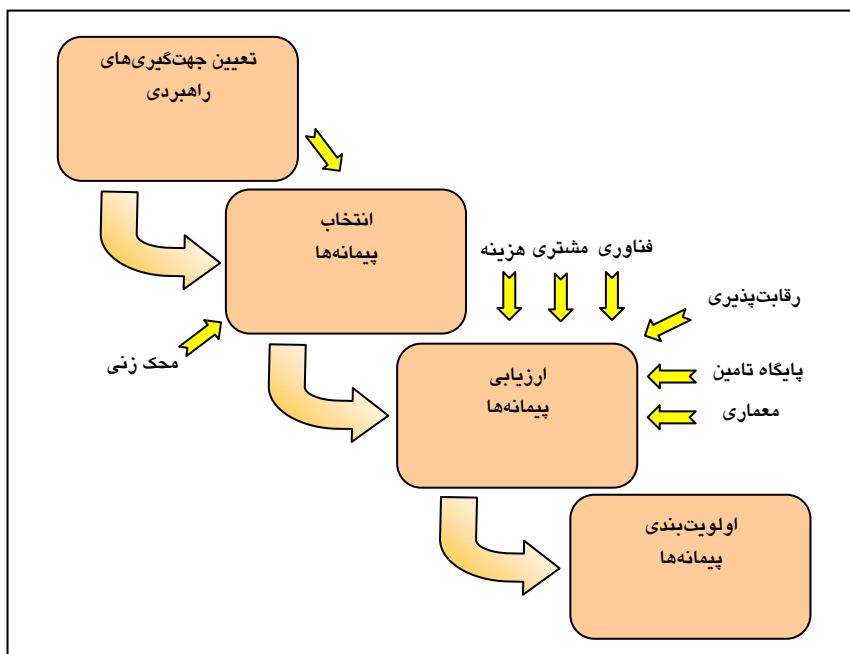 تعیین جهت‌گیری‌های
راهبردی
انتخاب
پیمانه‌ها
محک زنی
هزینه
مشتری
فناوری
رقابت‌پذیری
پایگاه تامین
معماری
ارزیابی
پیمانه‌ها
اولویت‌بندی
پیمانه‌ها